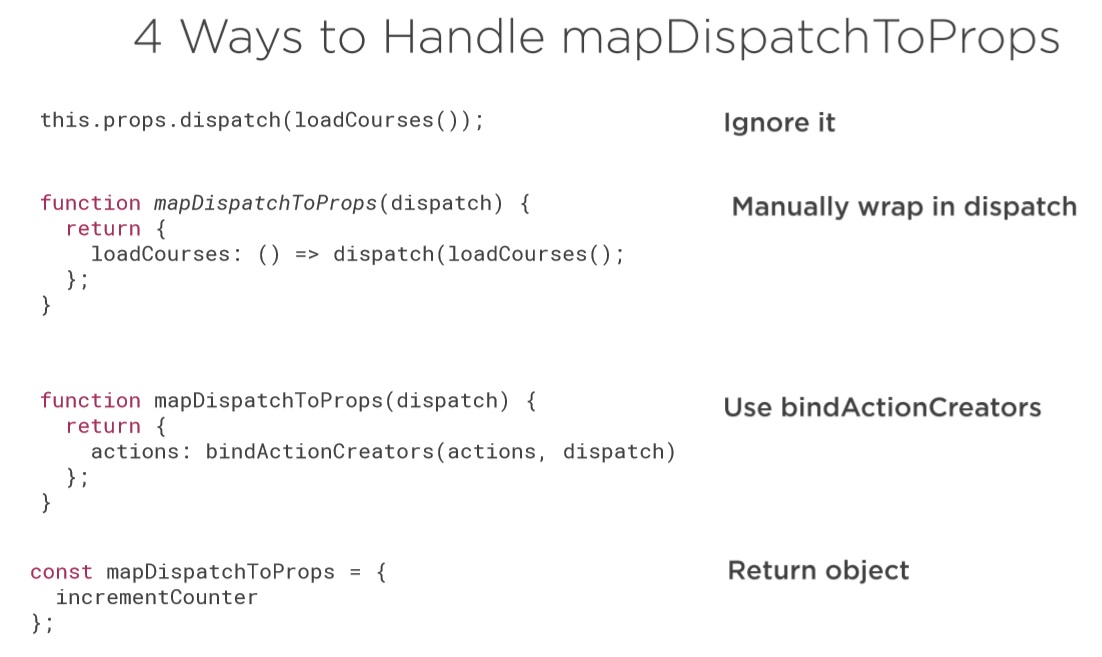 4 Ways to Handle mapDispatchToProps
this.props.dispatch(loadCourses());
Ignore it
function mapDispatchToProps(dispatch) {
return {
loadCourses: () => dispatch(loadCourses();
};
}
Manually wrap in dispatch
function mapDispatchToProps(dispatch) {
return {
actions: bindActionCreators(actions, dispatch)
};
}
Use bindActionCreators
const mapDispatchToProps = {
incrementCounter
};
Return object